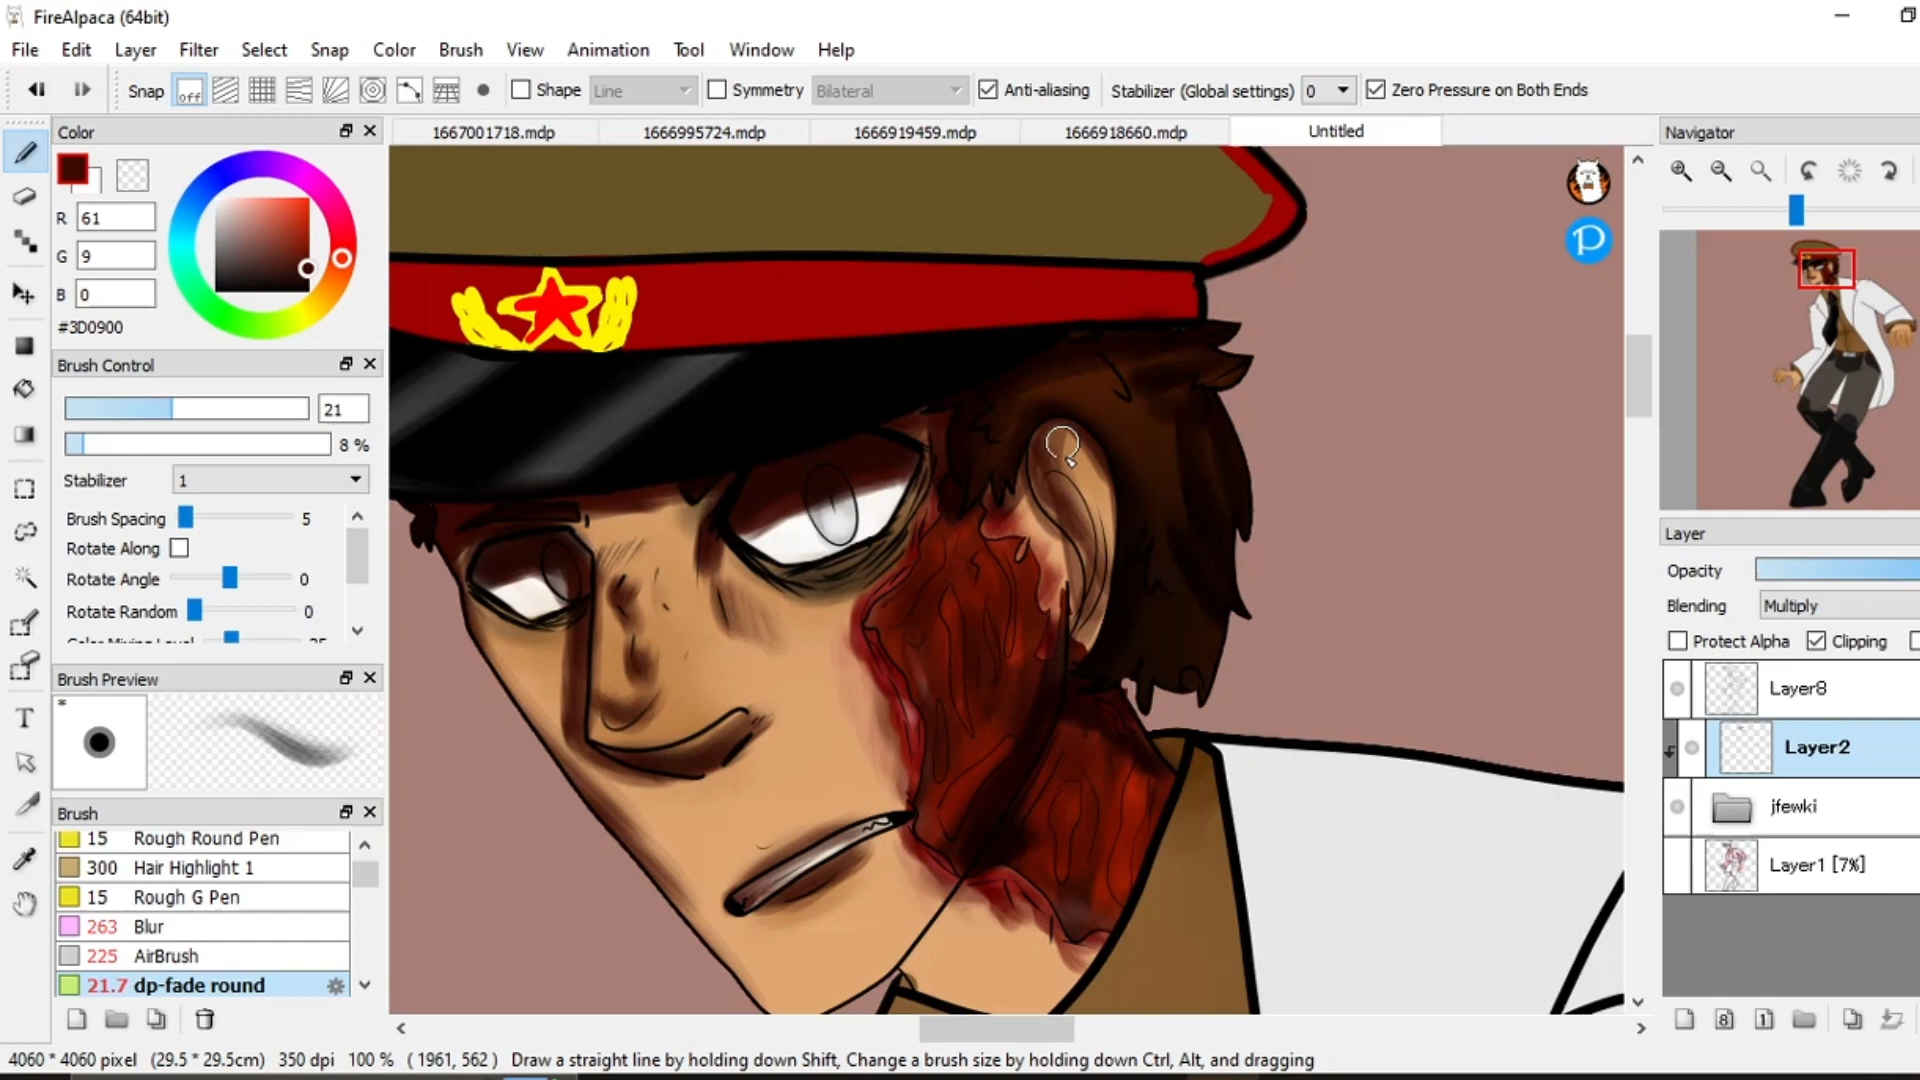 FireAlpaca (64bit)
File Edit Layer Filter Select Snap Color Brush View Animation Tool Window Help
Snap off Shape Line Symmetry Bilateral Anti-aliasing Stabilizer (Global settings) 0 Zero Pressure on Both Ends
Color
R 61
G 9
B 0
#3D0900
Brush Control
21
8 %
Stabilizer 1
Brush Spacing 5
Rotate Along
Rotate Angle 0
Rotate Random 0
Brush Preview
*
Brush
15 Rough Round Pen
300 Hair Highlight 1
15 Rough G Pen
263 Blur
225 AirBrush
21.7 dp-fade round
T
1667001718.mdp 1666995724.mdp 1666919459.mdp 1666918660.mdp Untitled
P
Navigator
Layer
Opacity
Blending Multiply
Protect Alpha Clipping
Layer8
Layer2
jfewki
Layer1 [7%]
8 1
4060 * 4060 pixel (29.5 * 29.5cm) 350 dpi 100 % ( 1961, 562 ) Draw a straight line by holding down Shift, Change a brush size by holding down Ctrl, Alt, and dragging